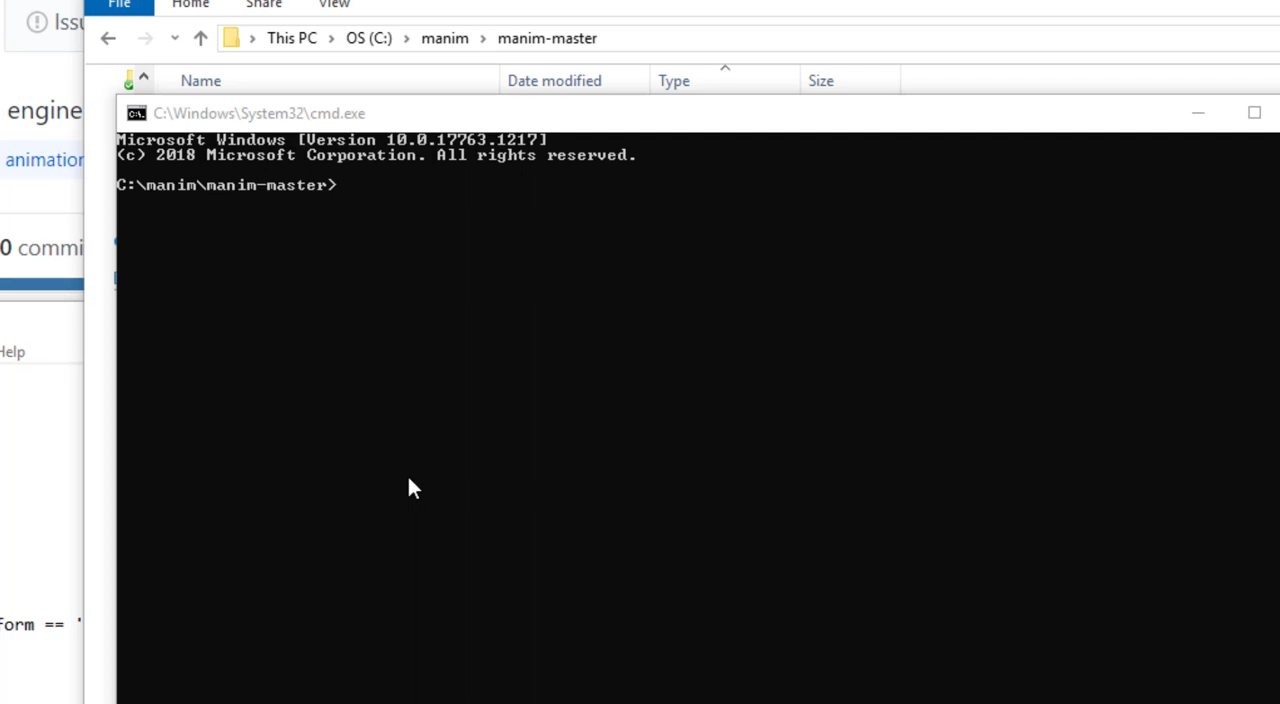 File Home Share View
Issu
This PC > OS (C:) > manim > manim-master
Name Date modified Type Size
engine
C:\Windows\System32\cmd.exe
Microsoft Windows [Version 10.0.17763.1217]
(c) 2018 Microsoft Corporation. All rights reserved.
animation
C:\manim\manim-master>
0 commi
Help
form == '